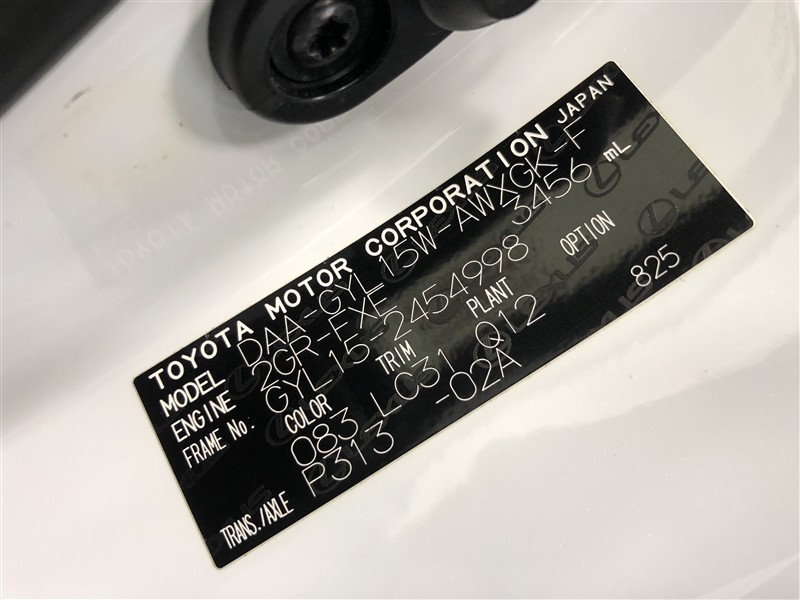 TOYOTA MOTOR CORPORATION JAPAN
MODEL DAA-GYL15W-AWXGK-F
ENGINE 2GR-FXE 3456 mL
FRAME No. GYL15-2454998
COLOR TRIM PLANT OPTION
083 LC31 Q12 825
TRANS./AXLE P313 -02A